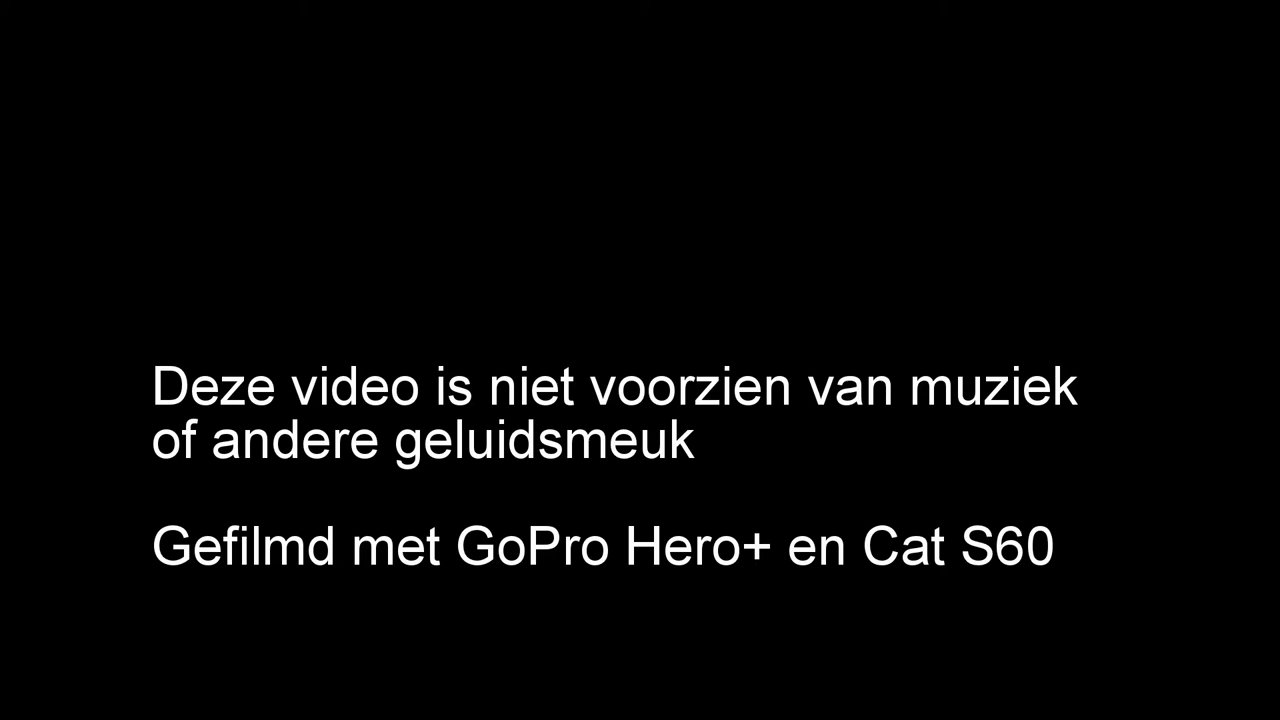 Deze video is niet voorzien van muziek
of andere geluidsmeuk
Gefilmd met GoPro Hero+ en Cat S60